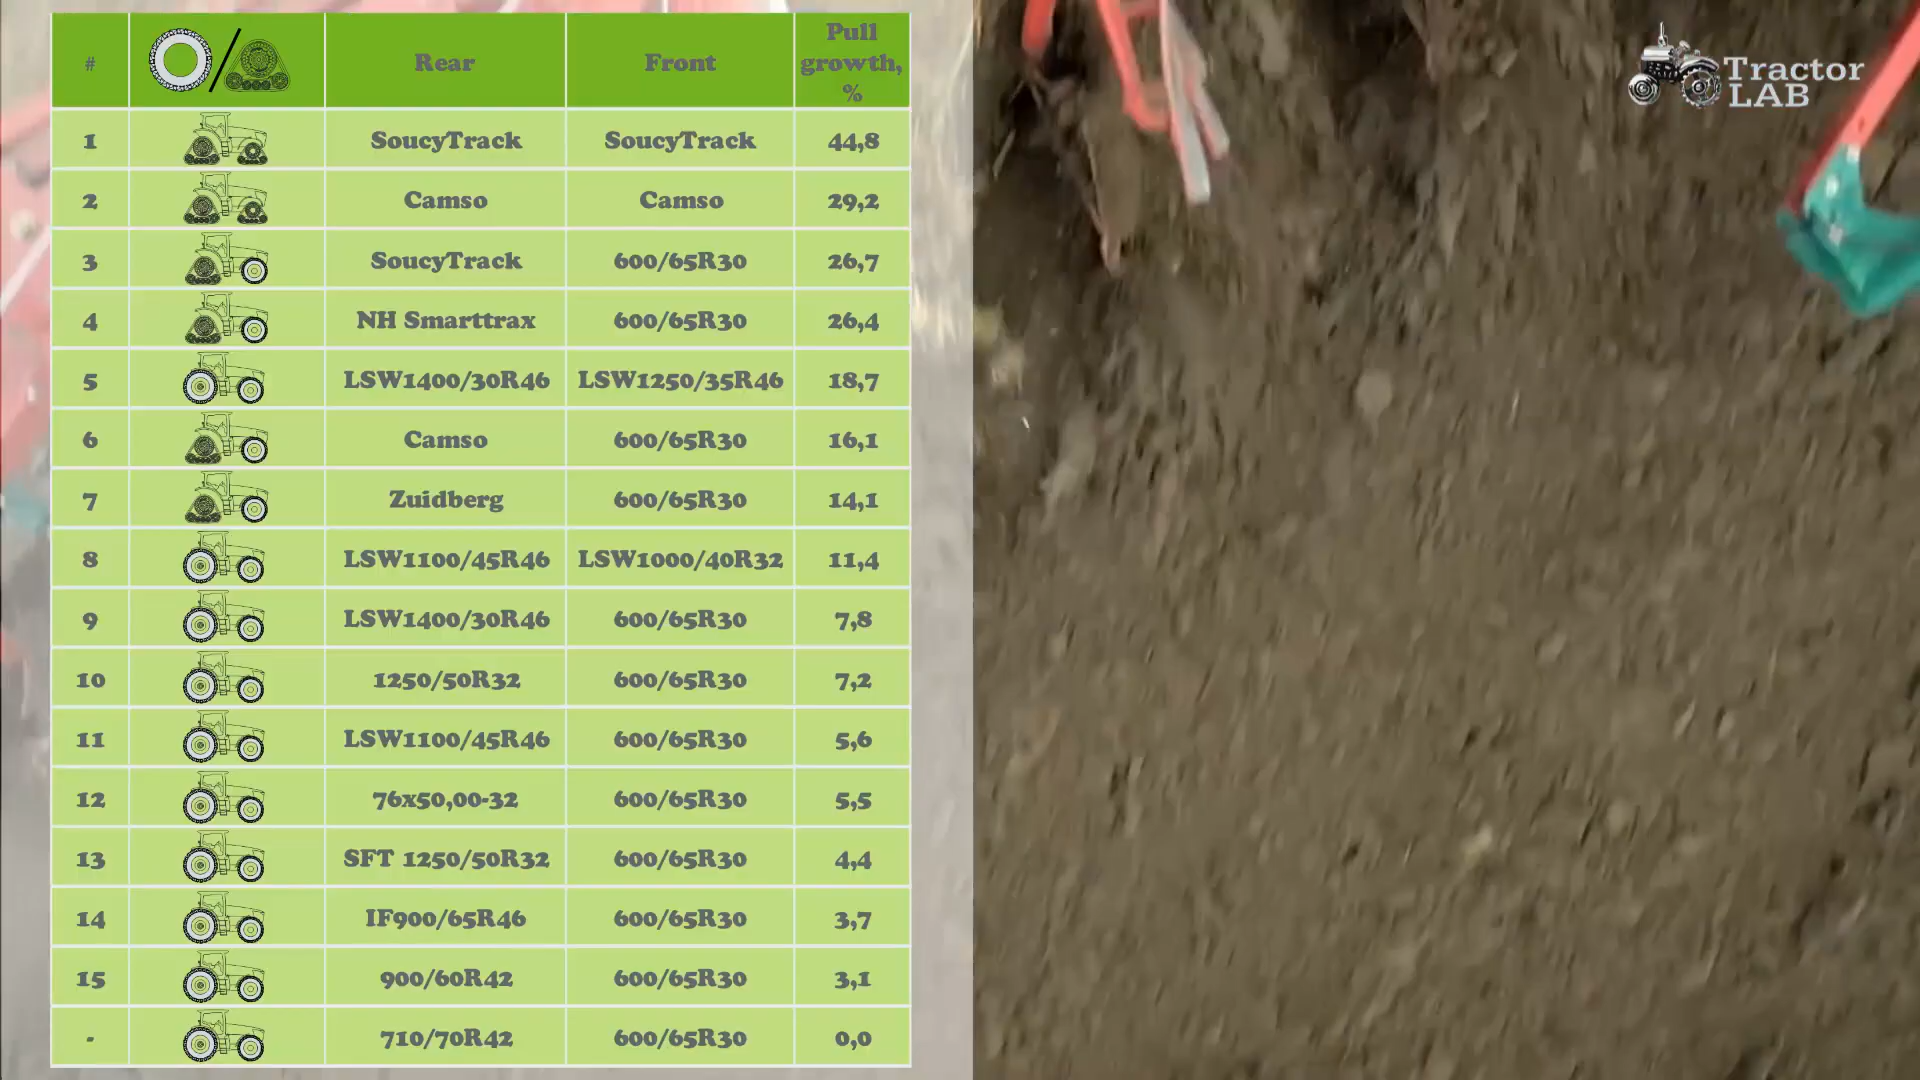 # / Rear Front Pull growth, %
1 SoucyTrack SoucyTrack 44,8
2 Camso Camso 29,2
3 SoucyTrack 600/65R30 26,7
4 NH Smarttrax 600/65R30 26,4
5 LSW1400/30R46 LSW1250/35R46 18,7
6 Camso 600/65R30 16,1
7 Zuidberg 600/65R30 14,1
8 LSW1100/45R46 LSW1000/40R32 11,4
9 LSW1400/30R46 600/65R30 7,8
10 1250/50R32 600/65R30 7,2
11 LSW1100/45R46 600/65R30 5,6
12 76x50,00-32 600/65R30 5,5
13 SFT 1250/50R32 600/65R30 4,4
14 IF900/65R46 600/65R30 3,7
15 900/60R42 600/65R30 3,1
- 710/70R42 600/65R30 0,0
Tractor
LAB